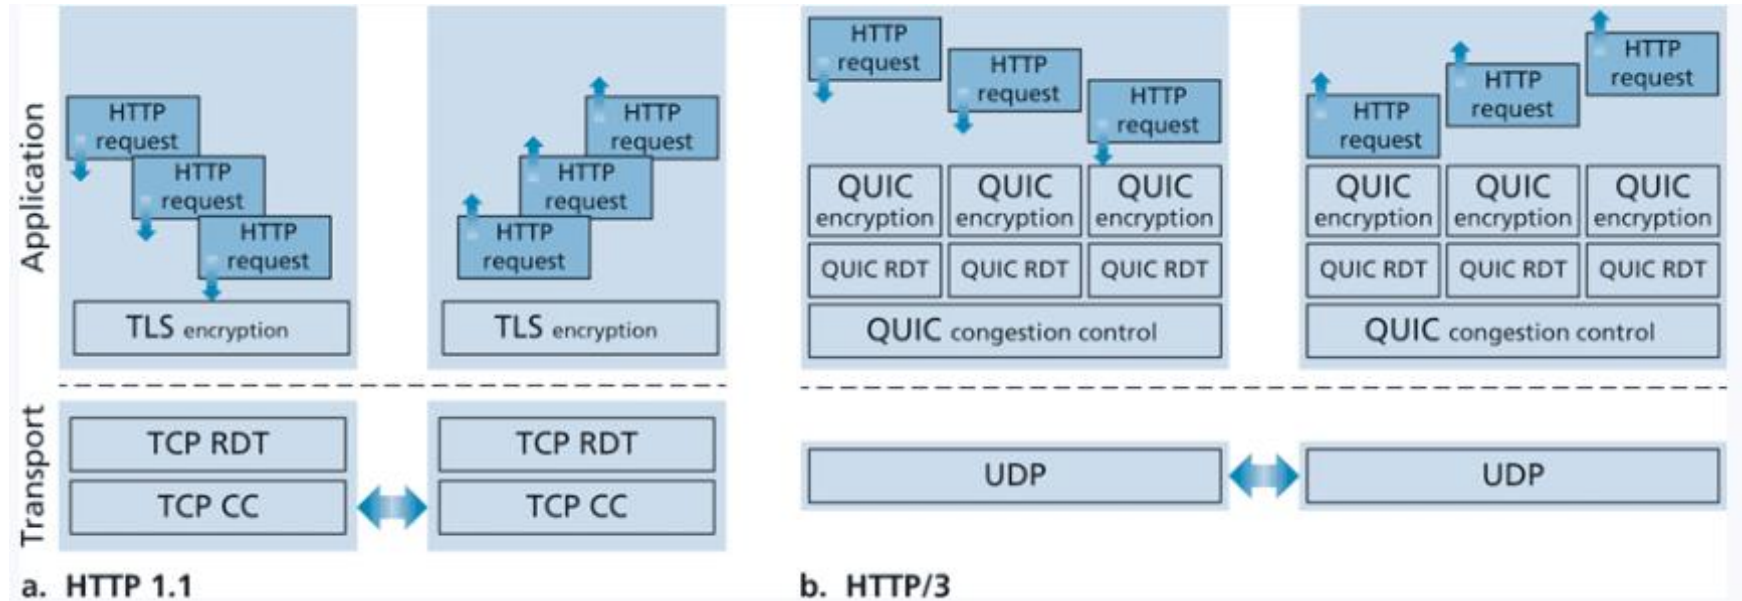 Application
HTTP
request
HTTP
request
HTTP
request
TLS encryption
HTTP
request
HTTP
request
HTTP
request
TLS encryption
Transport
TCP RDT
TCP CC
TCP RDT
TCP CC
a. HTTP 1.1
HTTP
request
HTTP
request
HTTP
request
QUIC
encryption
QUIC
encryption
QUIC
encryption
QUIC RDT
QUIC RDT
QUIC RDT
QUIC congestion control
HTTP
request
HTTP
request
HTTP
request
QUIC
encryption
QUIC
encryption
QUIC
encryption
QUIC RDT
QUIC RDT
QUIC RDT
QUIC congestion control
UDP
UDP
b. HTTP/3